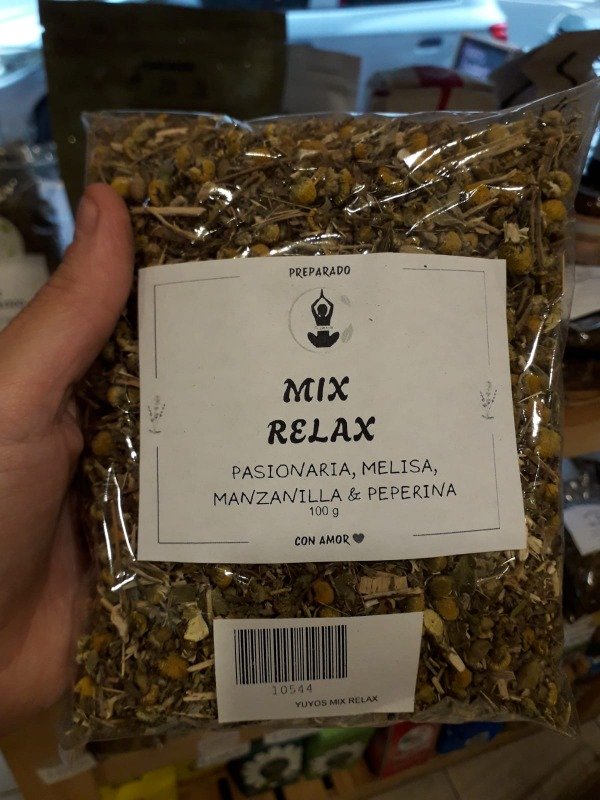 PREPARADO
MIX
RELAX
PASIONARIA, MELISA,
MANZANILLA & PEPERINA
100 g
CON AMOR
10544
YUYOS MIX RELAX